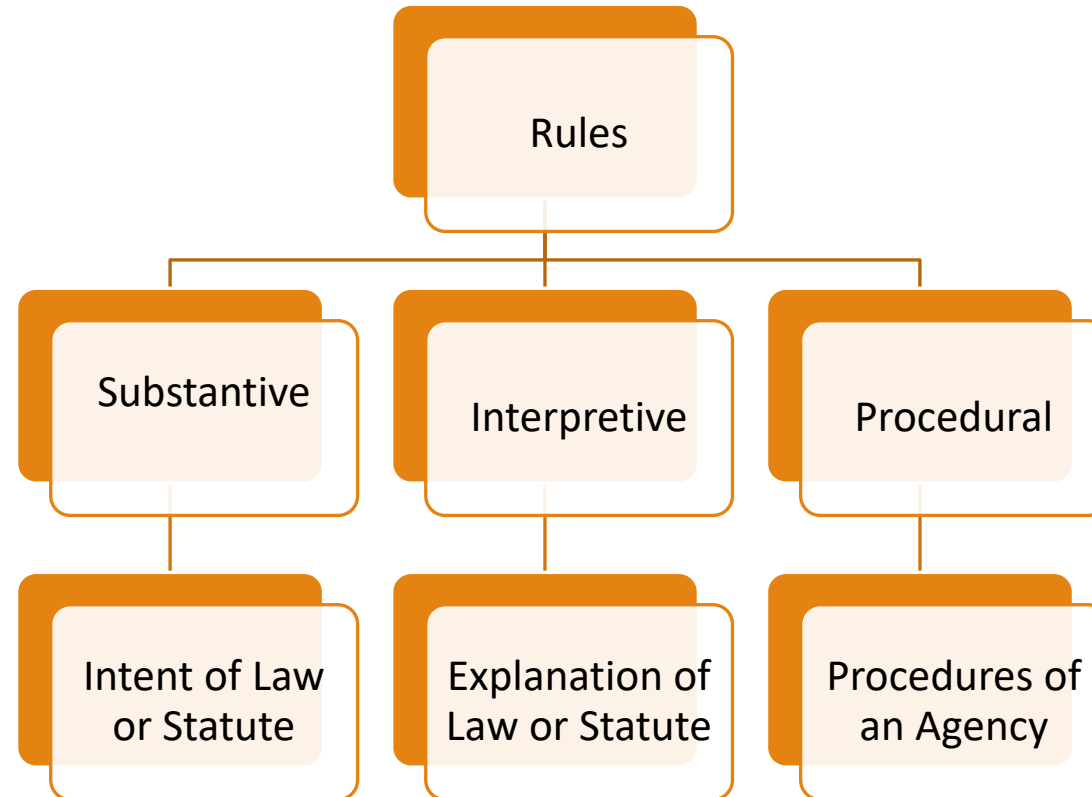 Rules
Substantive
Interpretive
Procedural
Intent of Law
or Statute
Explanation of
Law or Statute
Procedures of
an Agency